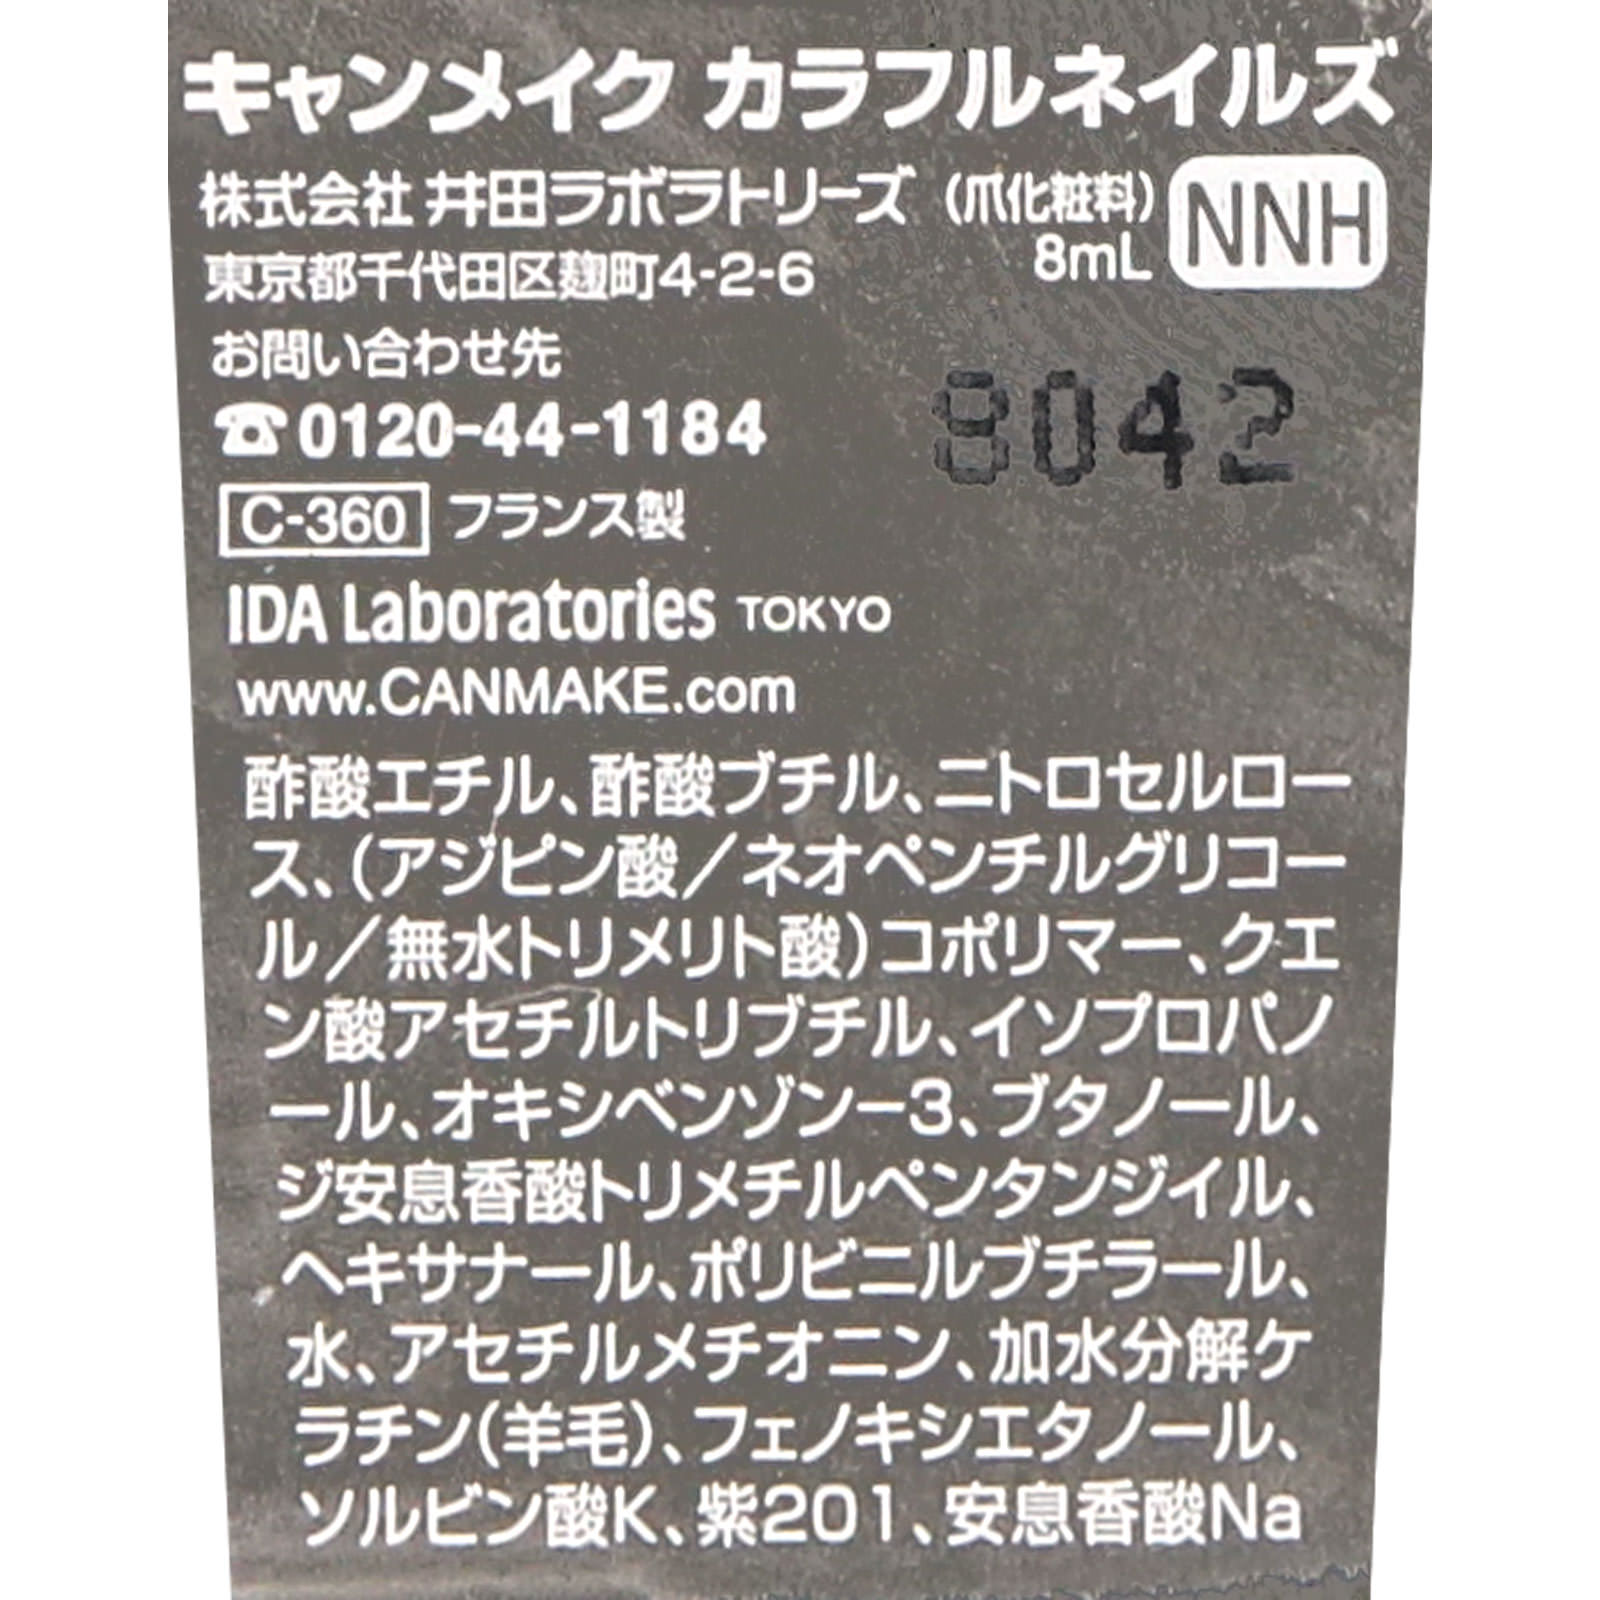 キャンメイク カラフルネイルズ
株式会社 井田ラボラトリーズ （爪化粧料） NNH
8mL
東京都千代田区麹町4-2-6
お問い合わせ先
☎0120-44-1184
8042
C-360 フランス製
IDA Laboratories TOKYO
www.CANMAKE.com
酢酸エチル、酢酸ブチル、ニトロセルロー
ス、（アジピン酸／ネオペンチルグリコー
ル／無水トリメリト酸）コポリマー、クエ
ン酸アセチルトリブチル、イソプロパノ
ール、オキシベンゾン－3、ブタノール、
ジ安息香酸トリメチルペンタンジイル、
ヘキサナール、ポリビニルブチラール、
水、アセチルメチオニン、加水分解ケ
ラチン（羊毛）、フェノキシエタノール、
ソルビン酸K、紫201、安息香酸Na